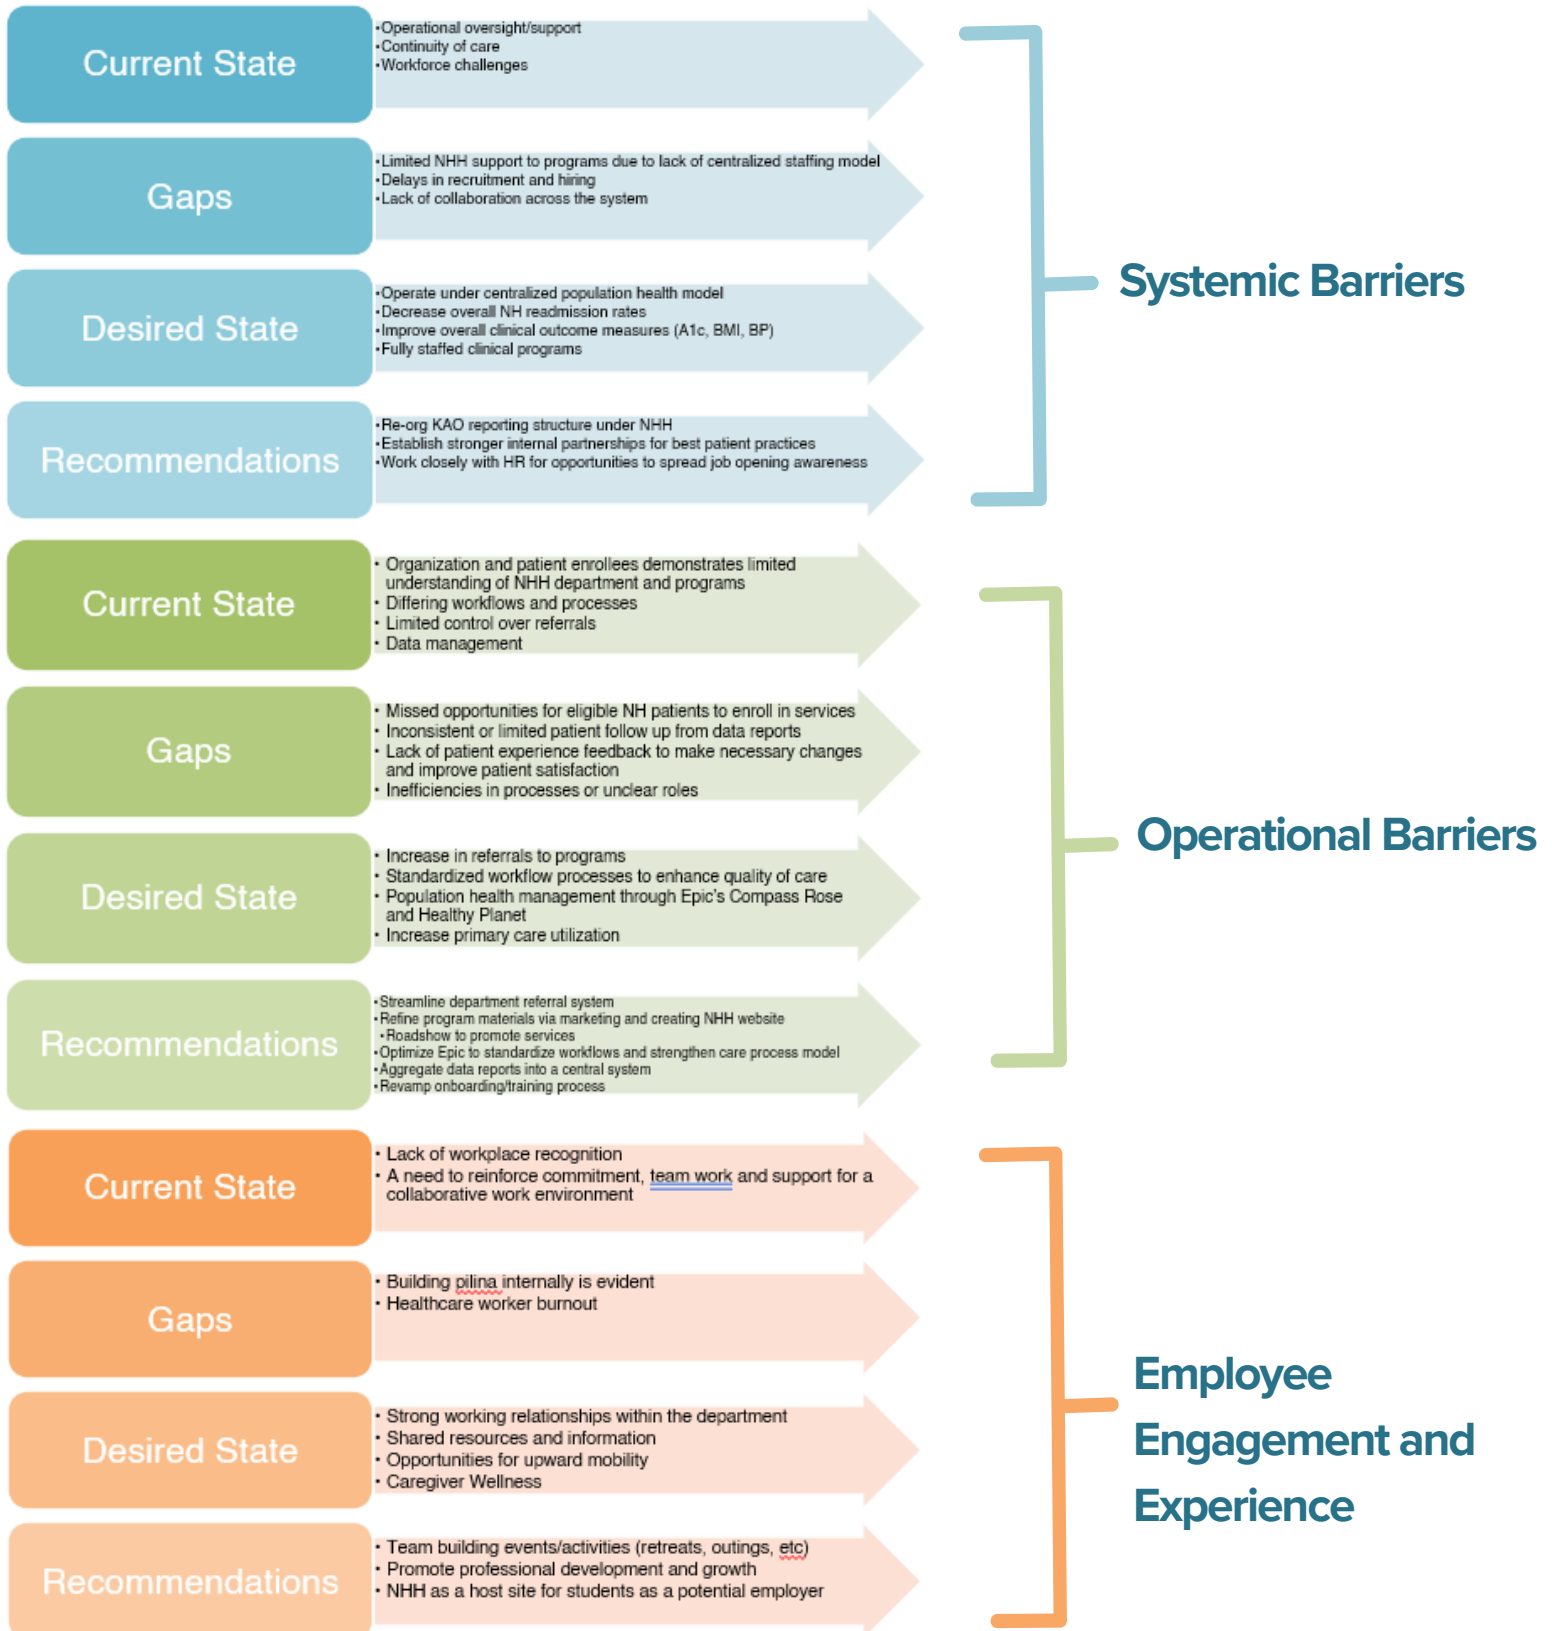 Current State
•Operational oversight/support
•Continuity of care
•Workforce challenges
Gaps
•Limited NHH support to programs due to lack of centralized staffing model
•Delays in recruitment and hiring
•Lack of collaboration across the system
Desired State
•Operate under centralized population health model
•Decrease overall NH readmission rates
•Improve overall clinical outcome measures (A1c, BMI, BP)
•Fully staffed clinical programs
Recommendations
•Re-org KAO reporting structure under NHH
•Establish stronger internal partnerships for best patient practices
•Work closely with HR for opportunities to spread job opening awareness
Systemic Barriers
Current State
• Organization and patient enrollees demonstrates limited
understanding of NHH department and programs
• Differing workflows and processes
• Limited control over referrals
• Data management
Gaps
• Missed opportunities for eligible NH patients to enroll in services
• Inconsistent or limited patient follow up from data reports
• Lack of patient experience feedback to make necessary changes
and improve patient satisfaction
• Inefficiencies in processes or unclear roles
Desired State
• Increase in referrals to programs
• Standardized workflow processes to enhance quality of care
• Population health management through Epic's Compass Rose
and Healthy Planet
• Increase primary care utilization
Recommendations
•Streamline department referral system
•Refine program materials via marketing and creating NHH website
•Roadshow to promote services
•Optimize Epic to standardize workflows and strengthen care process model
•Aggregate data reports into a central system
•Revamp onboarding/training process
Operational Barriers
Current State
• Lack of workplace recognition
• A need to reinforce commitment, team work and support for a
collaborative work environment
Gaps
• Building pilina internally is evident
• Healthcare worker burnout
Desired State
• Strong working relationships within the department
• Shared resources and information
• Opportunities for upward mobility
• Caregiver Wellness
Recommendations
• Team building events/activities (retreats, outings, etc)
• Promote professional development and growth
• NHH as a host site for students as a potential employer
Employee
Engagement and
Experience